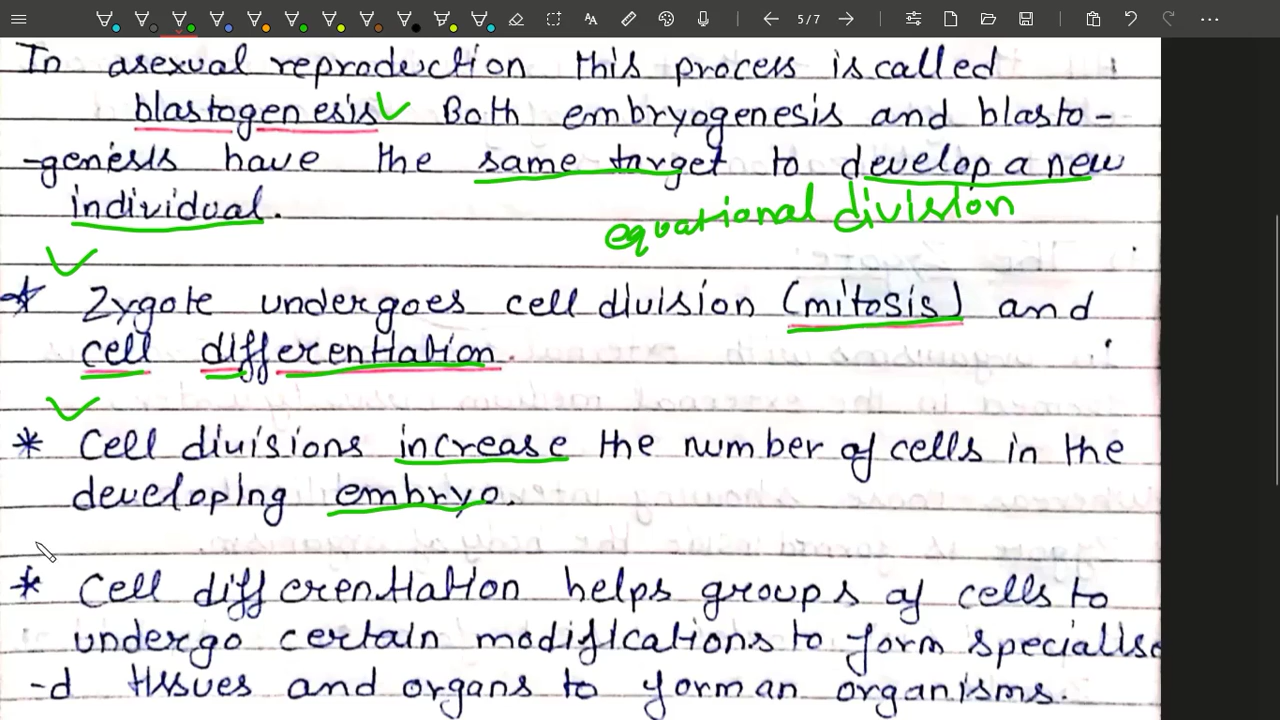 5/7
In asexual reproduction this process is called
blastogenesis Both embryogenesis and blasto-
-genesis have the same target to develop a new
individual.
equational division
* Zygote undergoes cell division (mitosis) and
cell differentiation.
* Cell divisions increase the number of cells in the
developing embryo.
* Cell differentiation helps groups of cells to
undergo certain modifications to form specialise
-d tissues and organs to form an organisms.